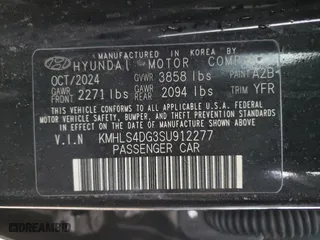 MANUFACTURED IN KOREA BY
HYUNDAI MOTOR COMPANY
OCT/2024 GVWR 3858 lbs PAINT A2B
GAWR FRONT 2271 lbs GAWR REAR 2094 lbs TRIM YFR
THIS VEHICLE CONFORMS TO ALL APPLICABLE
FEDERAL MOTOR VEHICLE SAFETY, BUMPER,
AND THEFT PREVENTION STANDARDS IN EFFECT
ON THE DATE OF MANUFACTURE SHOWN ABOVE.
V.I.N KMHLS4DG3SU912277
PASSENGER CAR